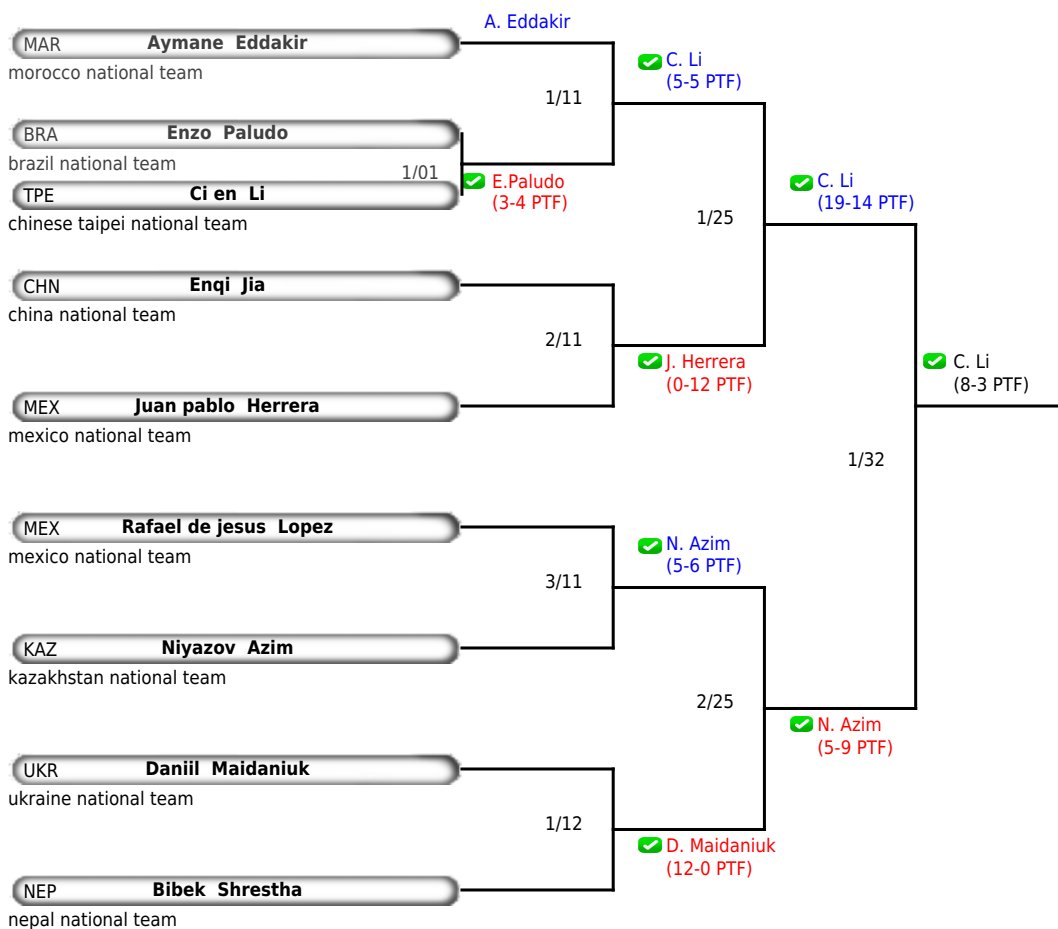 A. Eddakir
MAR Aymane Eddakir
morocco national team
C. Li
(5-5 PTF)
1/11
BRA Enzo Paludo
brazil national team
1/01
E.Paludo
(3-4 PTF)
TPE Ci en Li
chinese taipei national team
C. Li
(19-14 PTF)
1/25
CHN Enqi Jia
china national team
2/11
J. Herrera
(0-12 PTF)
C. Li
(8-3 PTF)
MEX Juan pablo Herrera
mexico national team
1/32
MEX Rafael de jesus Lopez
mexico national team
N. Azim
(5-6 PTF)
3/11
KAZ Niyazov Azim
kazakhstan national team
2/25
N. Azim
(5-9 PTF)
UKR Daniil Maidaniuk
ukraine national team
1/12
D. Maidaniuk
(12-0 PTF)
NEP Bibek Shrestha
nepal national team